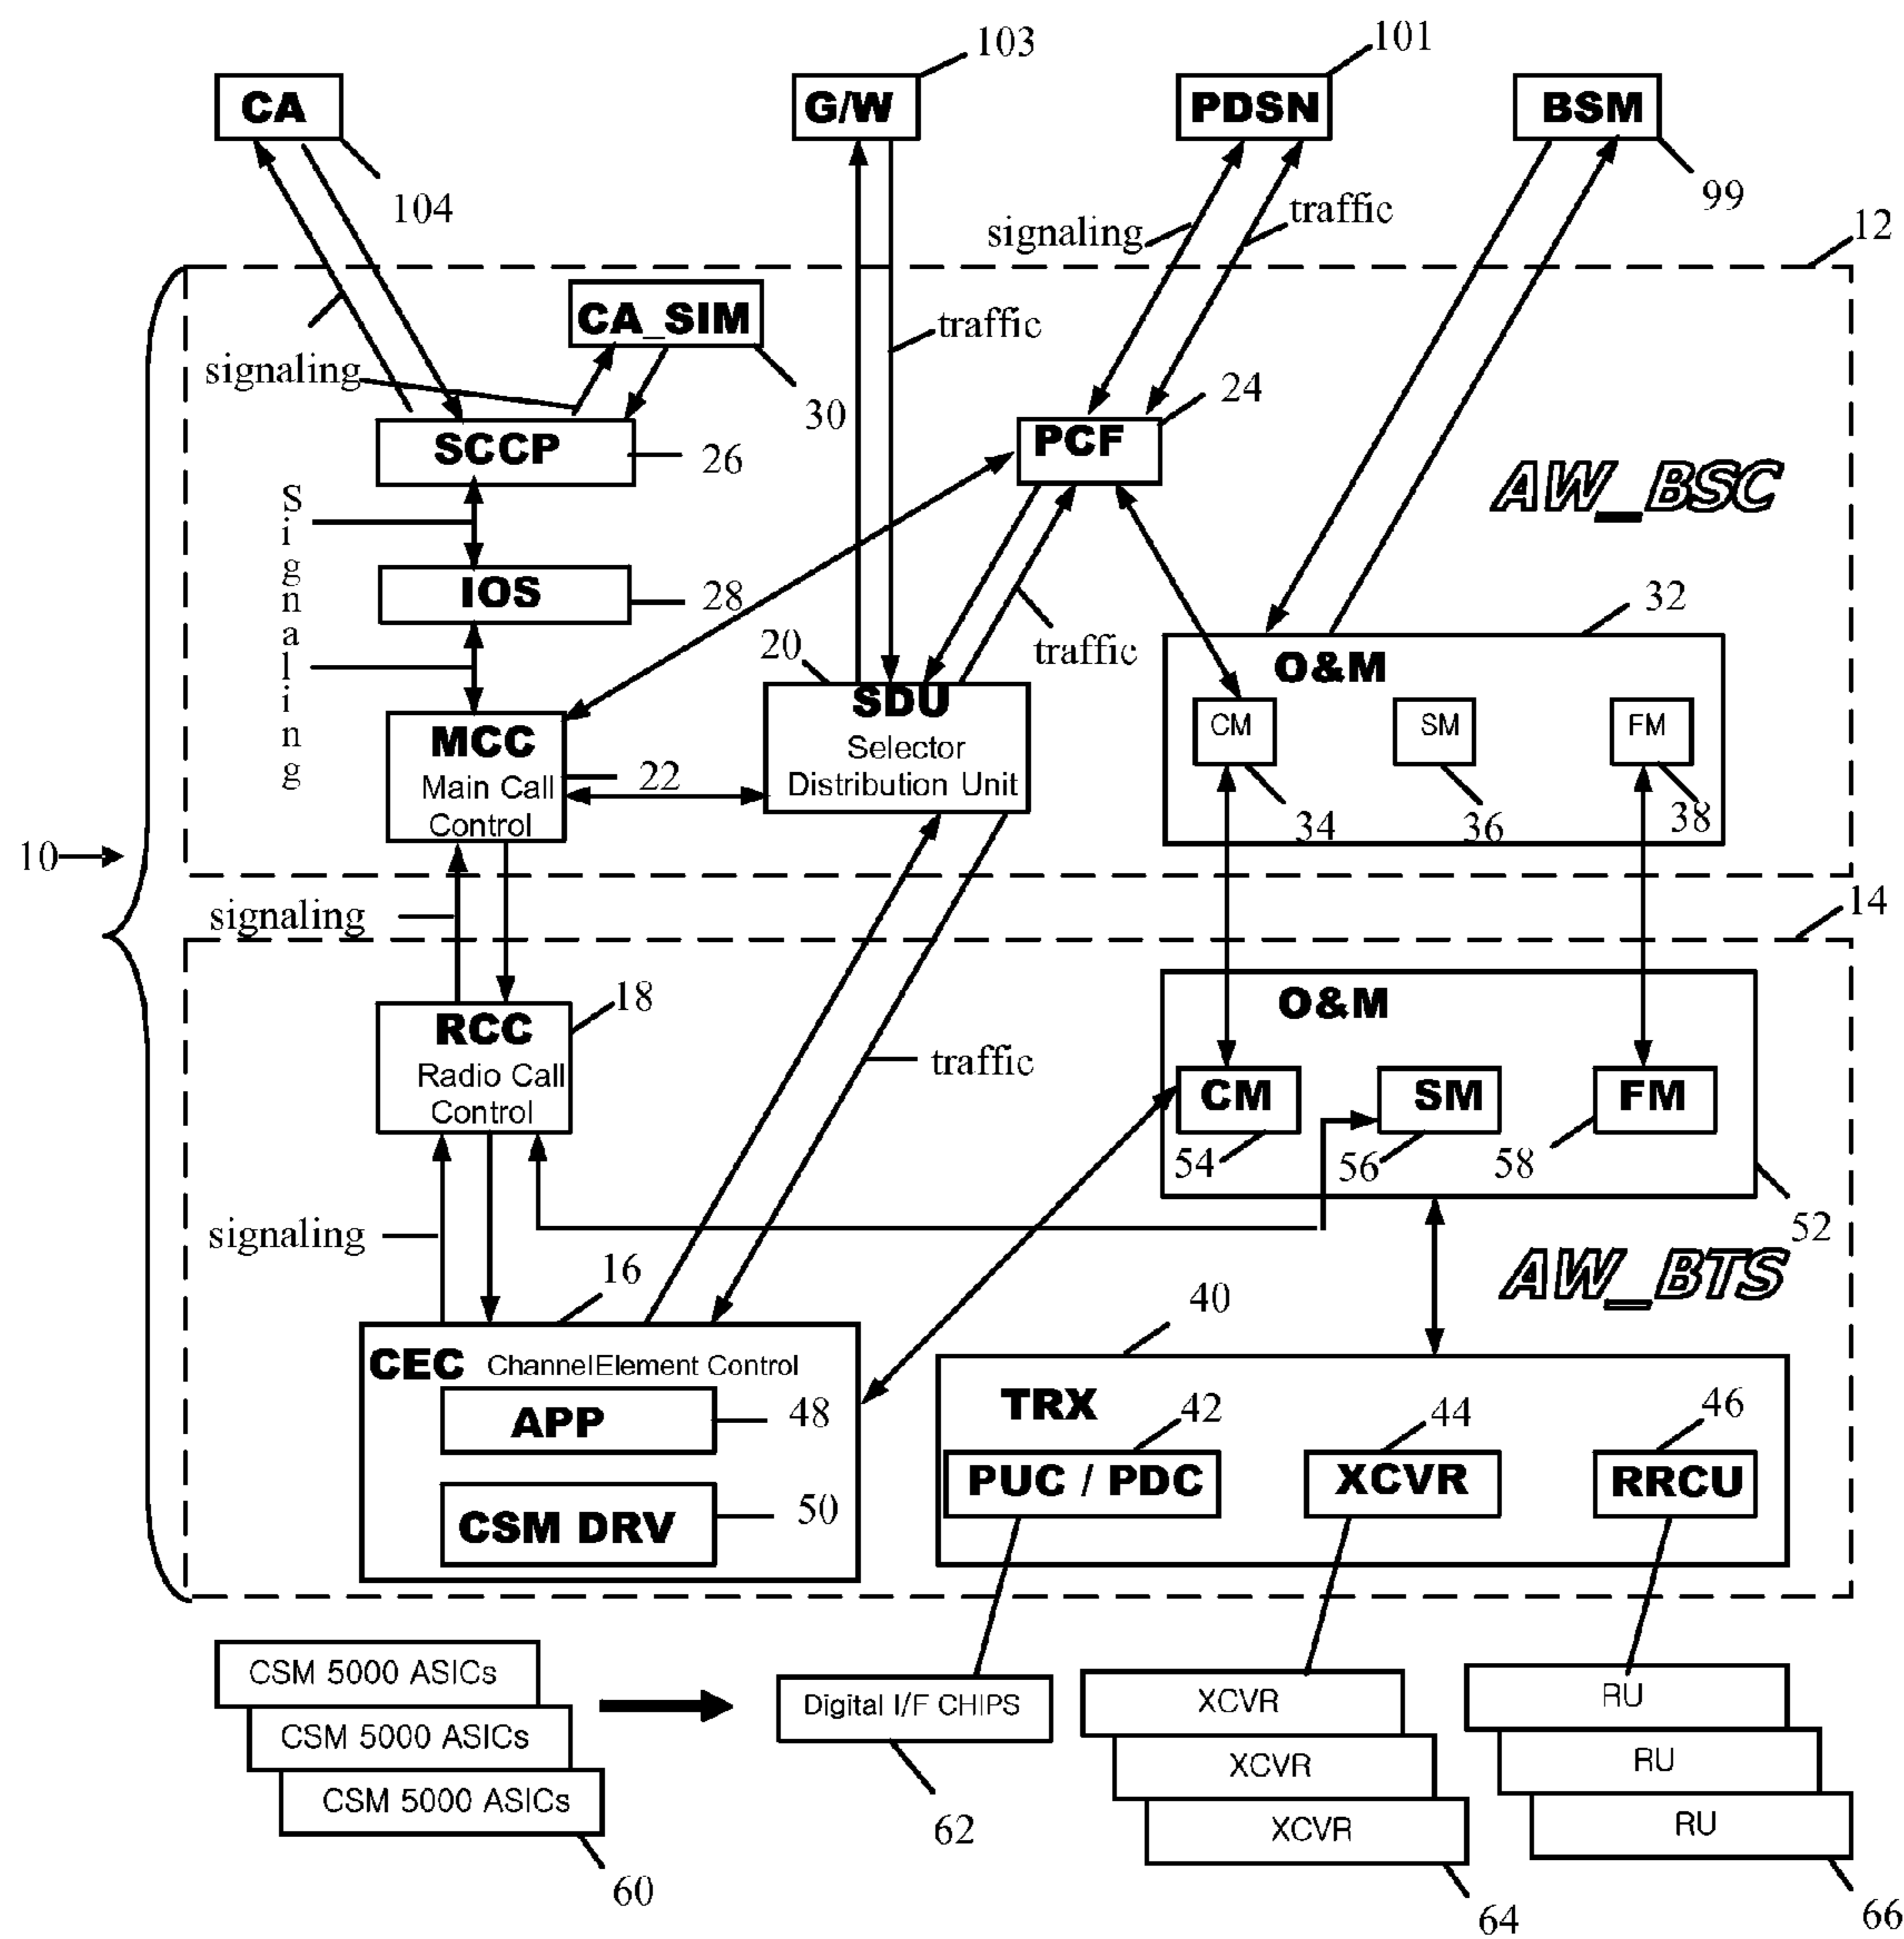 103
101
CA
G/W
PDSN
BSM
104
99
signaling
traffic
12
CA_SIM
traffic
signaling
30
24
SCCP
26
PCF
AW_BSC
Signaling
IOS
28
32
20
traffic
O&M
SDU
Selector
Distribution Unit
CM
SM
FM
MCC
Main Call
Control
22
34
36
38
10
signaling
14
18
O&M
RCC
Radio Call
Control
traffic
CM
SM
FM
54
56
58
signaling
52
16
AW_BTS
40
CEC ChannelElement Control
APP
48
TRX
42
44
46
PUC / PDC
XCVR
RRCU
CSM DRV
50
CSM 5000 ASICs
CSM 5000 ASICs
CSM 5000 ASICs
Digital I/F CHIPS
XCVR
XCVR
XCVR
RU
RU
RU
60
62
64
66